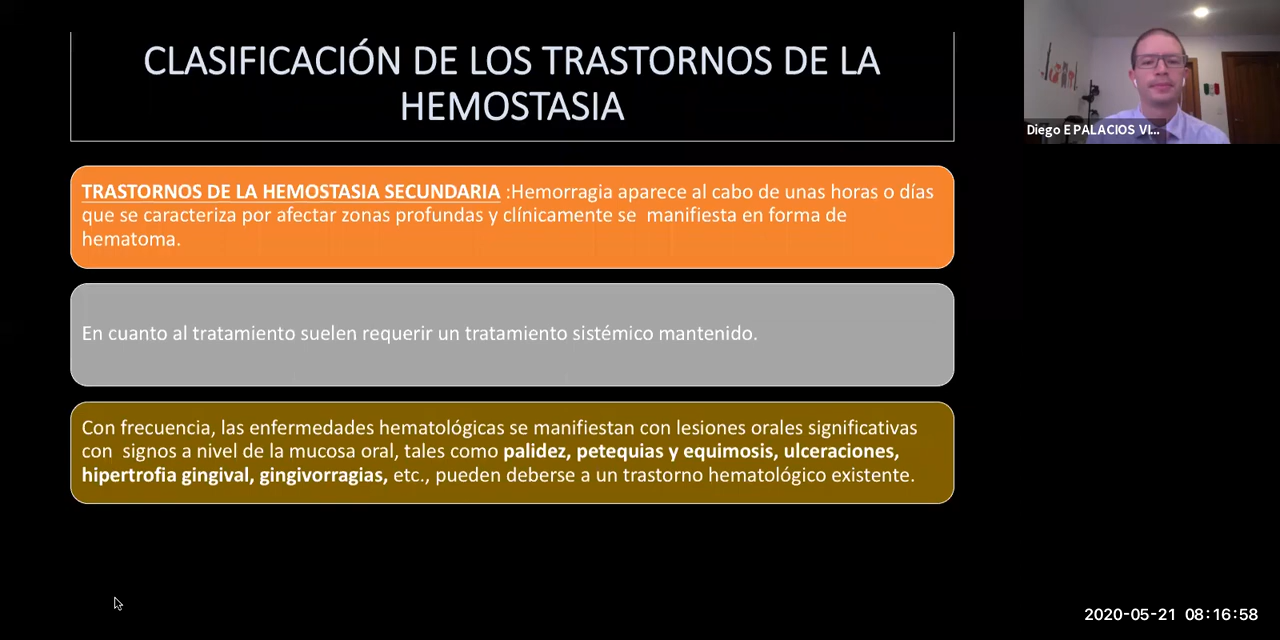 CLASIFICACIÓN DE LOS TRASTORNOS DE LA
HEMOSTASIA
TRASTORNOS DE LA HEMOSTASIA SECUNDARIA :Hemorragia aparece al cabo de unas horas o días
que se caracteriza por afectar zonas profundas y clínicamente se manifiesta en forma de
hematoma.
En cuanto al tratamiento suelen requerir un tratamiento sistémico mantenido.
Con frecuencia, las enfermedades hematológicas se manifiestan con lesiones orales significativas
con signos a nivel de la mucosa oral, tales como palidez, petequias y equimosis, ulceraciones,
hipertrofia gingival, gingivorragias, etc., pueden deberse a un trastorno hematológico existente.
Diego E PALACIOS VI...
2020-05-21 08:16:58